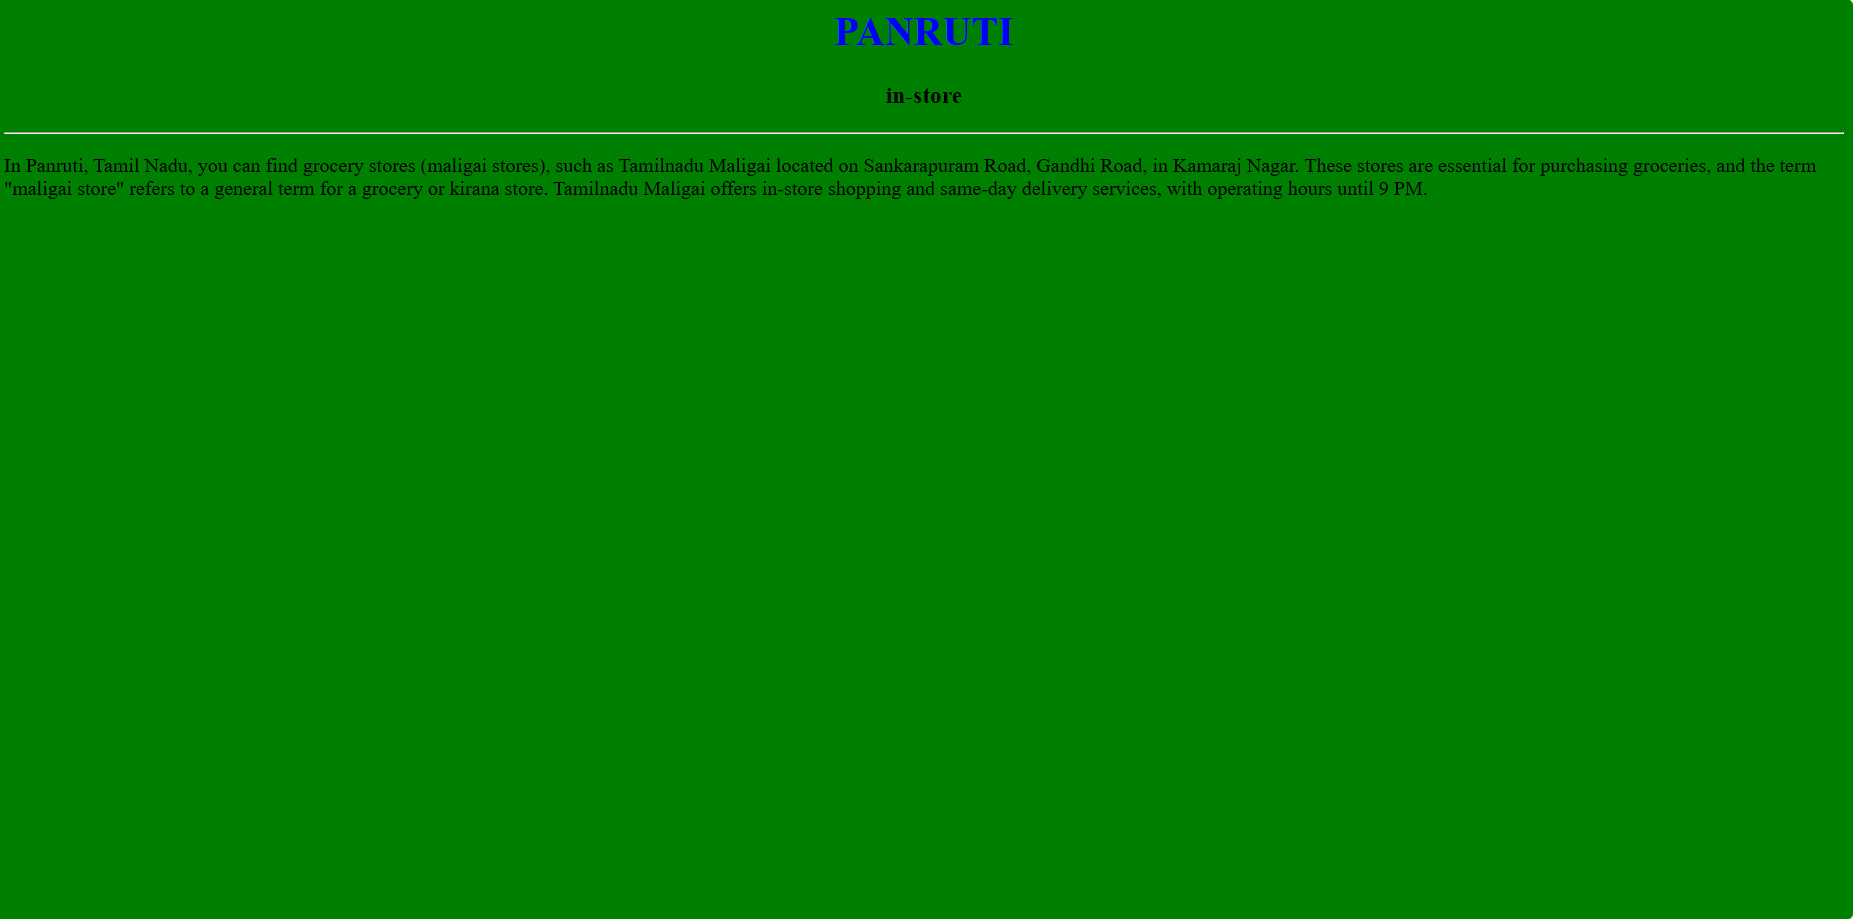 PANRUTI
in-store
In Panruti, Tamil Nadu, you can find grocery stores (maligai stores), such as Tamilnadu Maligai located on Sankarapuram Road, Gandhi Road, in Kamaraj Nagar. These stores are essential for purchasing groceries, and the term
"maligai store" refers to a general term for a grocery or kirana store. Tamilnadu Maligai offers in-store shopping and same-day delivery services, with operating hours until 9 PM.